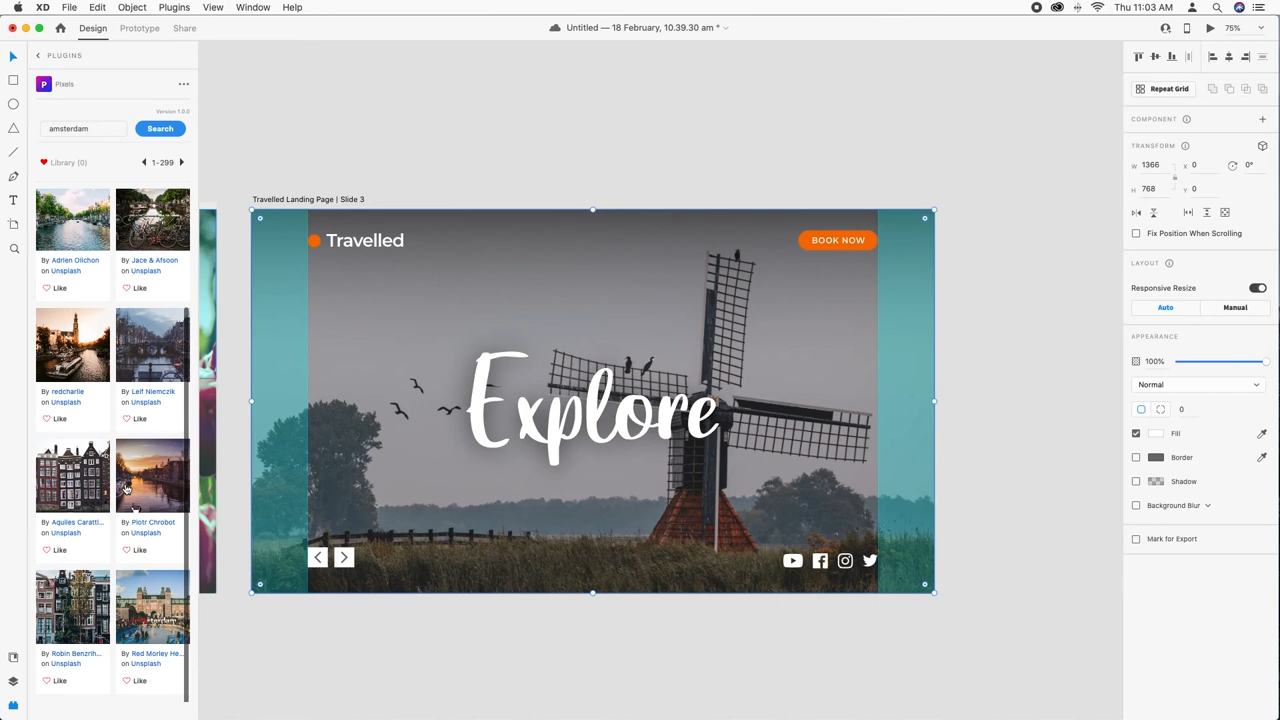 XD File Edit Object Plugins View Window Help
Thu 11:03 AM
Design Prototype Share
Untitled — 18 February, 10.39.30 am *
75%
PLUGINS
P Pixels
Version 1.0.0
amsterdam Search
Library (0) 1-299
By Adrien Olichon
on Unsplash
Like
By Jace & Afsoon
on Unsplash
Like
By redcharlie
on Unsplash
Like
By Leif Niemczik
on Unsplash
Like
By Aquiles Caratti...
on Unsplash
Like
By Piotr Chrobot
on Unsplash
Like
By Robin Benzrih...
on Unsplash
Like
By Red Morley He...
on Unsplash
Like
Travelled Landing Page | Slide 3
Travelled
BOOK NOW
Explore
Repeat Grid
COMPONENT
TRANSFORM
W 1366 X 0 0°
H 768 Y 0
Fix Position When Scrolling
LAYOUT
Responsive Resize
Auto Manual
APPEARANCE
100%
Normal
0
Fill
Border
Shadow
Background Blur
Mark for Export